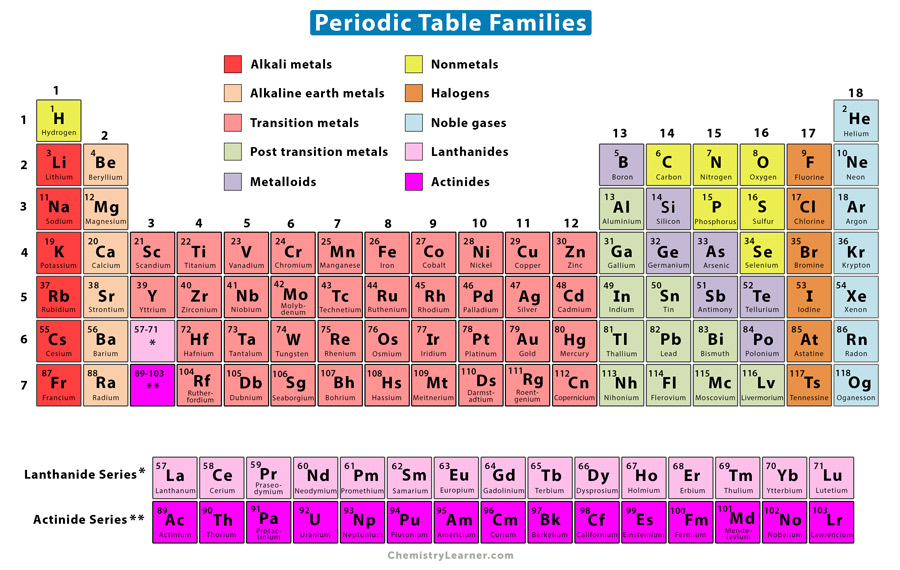 Periodic Table Families
Alkali metals
Alkaline earth metals
Transition metals
Post transition metals
Metalloids
Nonmetals
Halogens
Noble gases
Lanthanides
Actinides
1 2 3 4 5 6 7 8 9 10 11 12 13 14 15 16 17 18
1
1 H Hydrogen
2 He Helium
2
3 Li Lithium
4 Be Beryllium
5 B Boron
6 C Carbon
7 N Nitrogen
8 O Oxygen
9 F Fluorine
10 Ne Neon
3
11 Na Sodium
12 Mg Magnesium
13 Al Aluminium
14 Si Silicon
15 P Phosphorus
16 S Sulfur
17 Cl Chlorine
18 Ar Argon
4
19 K Potassium
20 Ca Calcium
21 Sc Scandium
22 Ti Titanium
23 V Vanadium
24 Cr Chromium
25 Mn Manganese
26 Fe Iron
27 Co Cobalt
28 Ni Nickel
29 Cu Copper
30 Zn Zinc
31 Ga Gallium
32 Ge Germanium
33 As Arsenic
34 Se Selenium
35 Br Bromine
36 Kr Krypton
5
37 Rb Rubidium
38 Sr Strontium
39 Y Yttrium
40 Zr Zirconium
41 Nb Niobium
42 Mo Molyb-
denum
43 Tc Technetium
44 Ru Ruthenium
45 Rh Rhodium
46 Pd Palladium
47 Ag Silver
48 Cd Cadmium
49 In Indium
50 Sn Tin
51 Sb Antimony
52 Te Tellurium
53 I Iodine
54 Xe Xenon
6
55 Cs Cesium
56 Ba Barium
57-71 *
72 Hf Hafnium
73 Ta Tantalum
74 W Tungsten
75 Re Rhenium
76 Os Osmium
77 Ir Iridium
78 Pt Platinum
79 Au Gold
80 Hg Mercury
81 Tl Thallium
82 Pb Lead
83 Bi Bismuth
84 Po Polonium
85 At Astatine
86 Rn Radon
7
87 Fr Francium
88 Ra Radium
89-103 **
104 Rf Ruther-
fordium
105 Db Dubnium
106 Sg Seaborgium
107 Bh Bohrium
108 Hs Hassium
109 Mt Meitnerium
110 Ds Darmst-
adtium
111 Rg Roent-
genium
112 Cn Copernicium
113 Nh Nihonium
114 Fl Flerovium
115 Mc Moscovium
116 Lv Livermorium
117 Ts Tennessine
118 Og Oganesson
Lanthanide Series*
57 La Lanthanum
58 Ce Cerium
59 Pr Praseo-
dymium
60 Nd Neodymium
61 Pm Promethium
62 Sm Samarium
63 Eu Europium
64 Gd Gadolinium
65 Tb Terbium
66 Dy Dysprosium
67 Ho Holmium
68 Er Erbium
69 Tm Thulium
70 Yb Ytterbium
71 Lu Lutetium
Actinide Series**
89 Ac Actinium
90 Th Thorium
91 Pa Protac-
tinium
92 U Uranium
93 Np Neptunium
94 Pu Plutonium
95 Am Americium
96 Cm Curium
97 Bk Berkelium
98 Cf Californium
99 Es Einsteinium
100 Fm Fermium
101 Md Mende-
levium
102 No Nobelium
103 Lr Lawrencium
ChemistryLearner.com